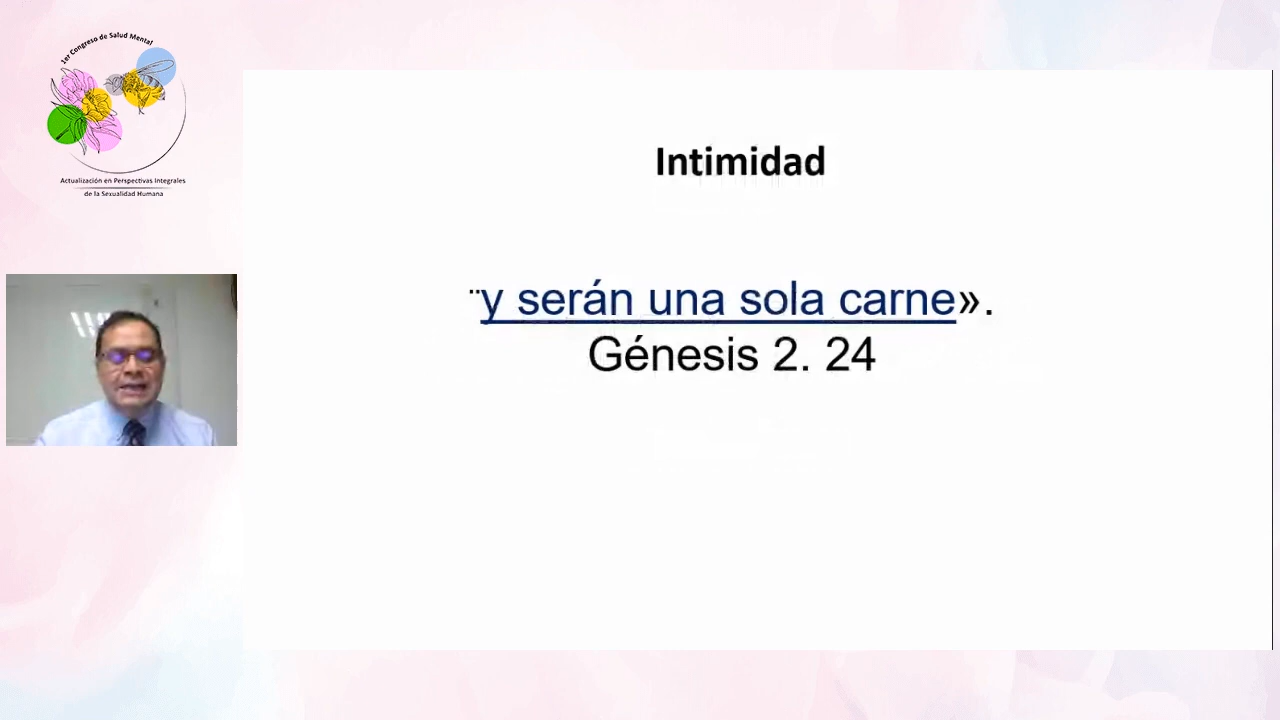 1er Congreso de Salud Mental
Actualización en Perspectivas Integrales
de la Sexualidad Humana
Intimidad
¨y serán una sola carne».
Génesis 2. 24